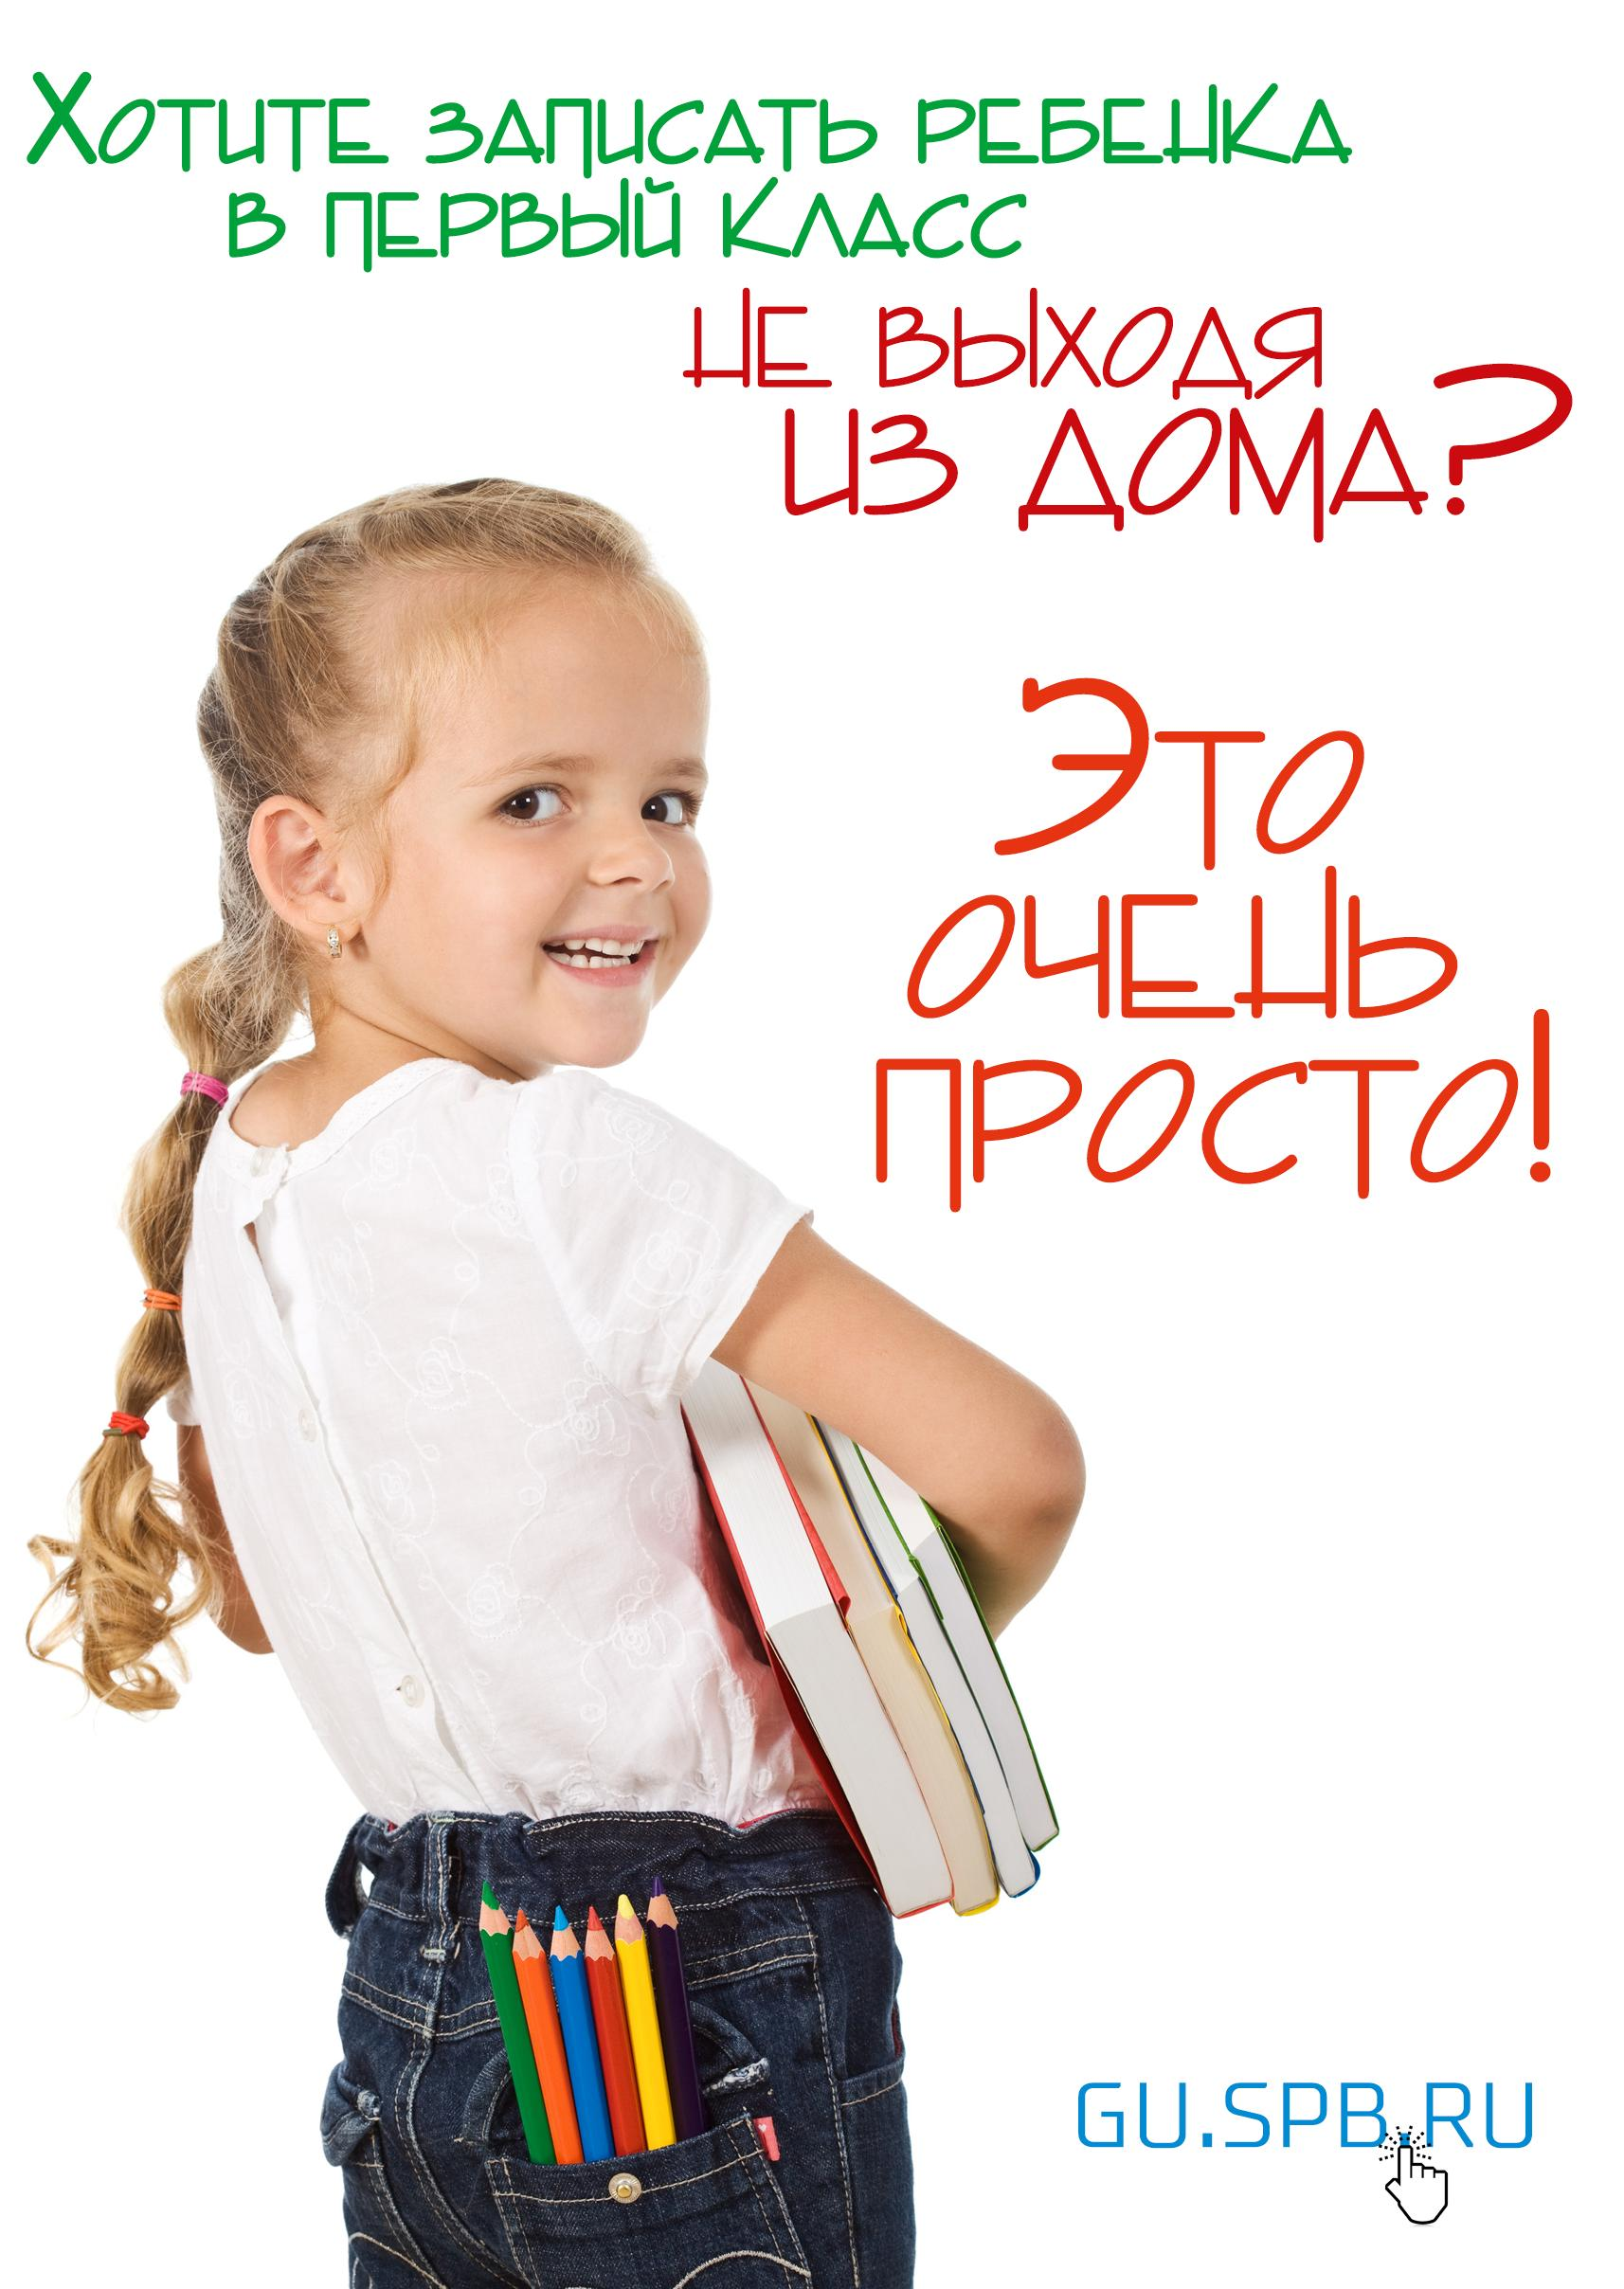 Хотите записать ребенка
в первый класс
не выходя
из дома?
Это
очень
просто!
GU.SPB.RU